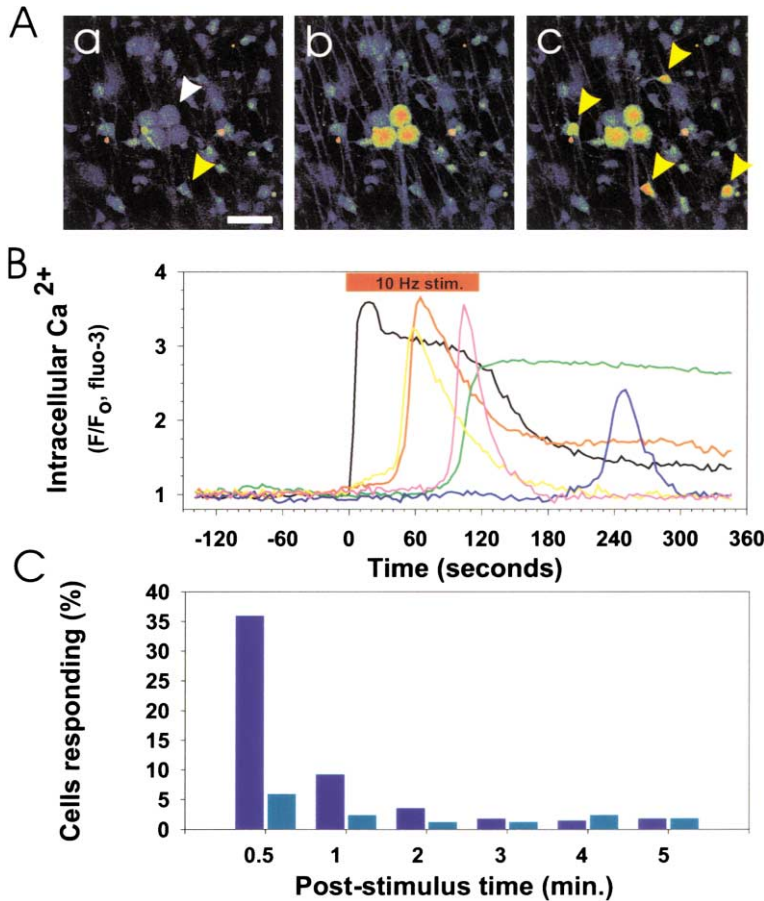 A
a
b
c
B
Intracellular Ca2+
(F/Fo, fluo-3)
4
3
2
1
10 Hz stim.
-120 -60 0 60 120 180 240 300 360
Time (seconds)
C
Cells responding (%)
40
35
30
25
20
15
10
5
0
0.5 1 2 3 4 5
Post-stimulus time (min.)